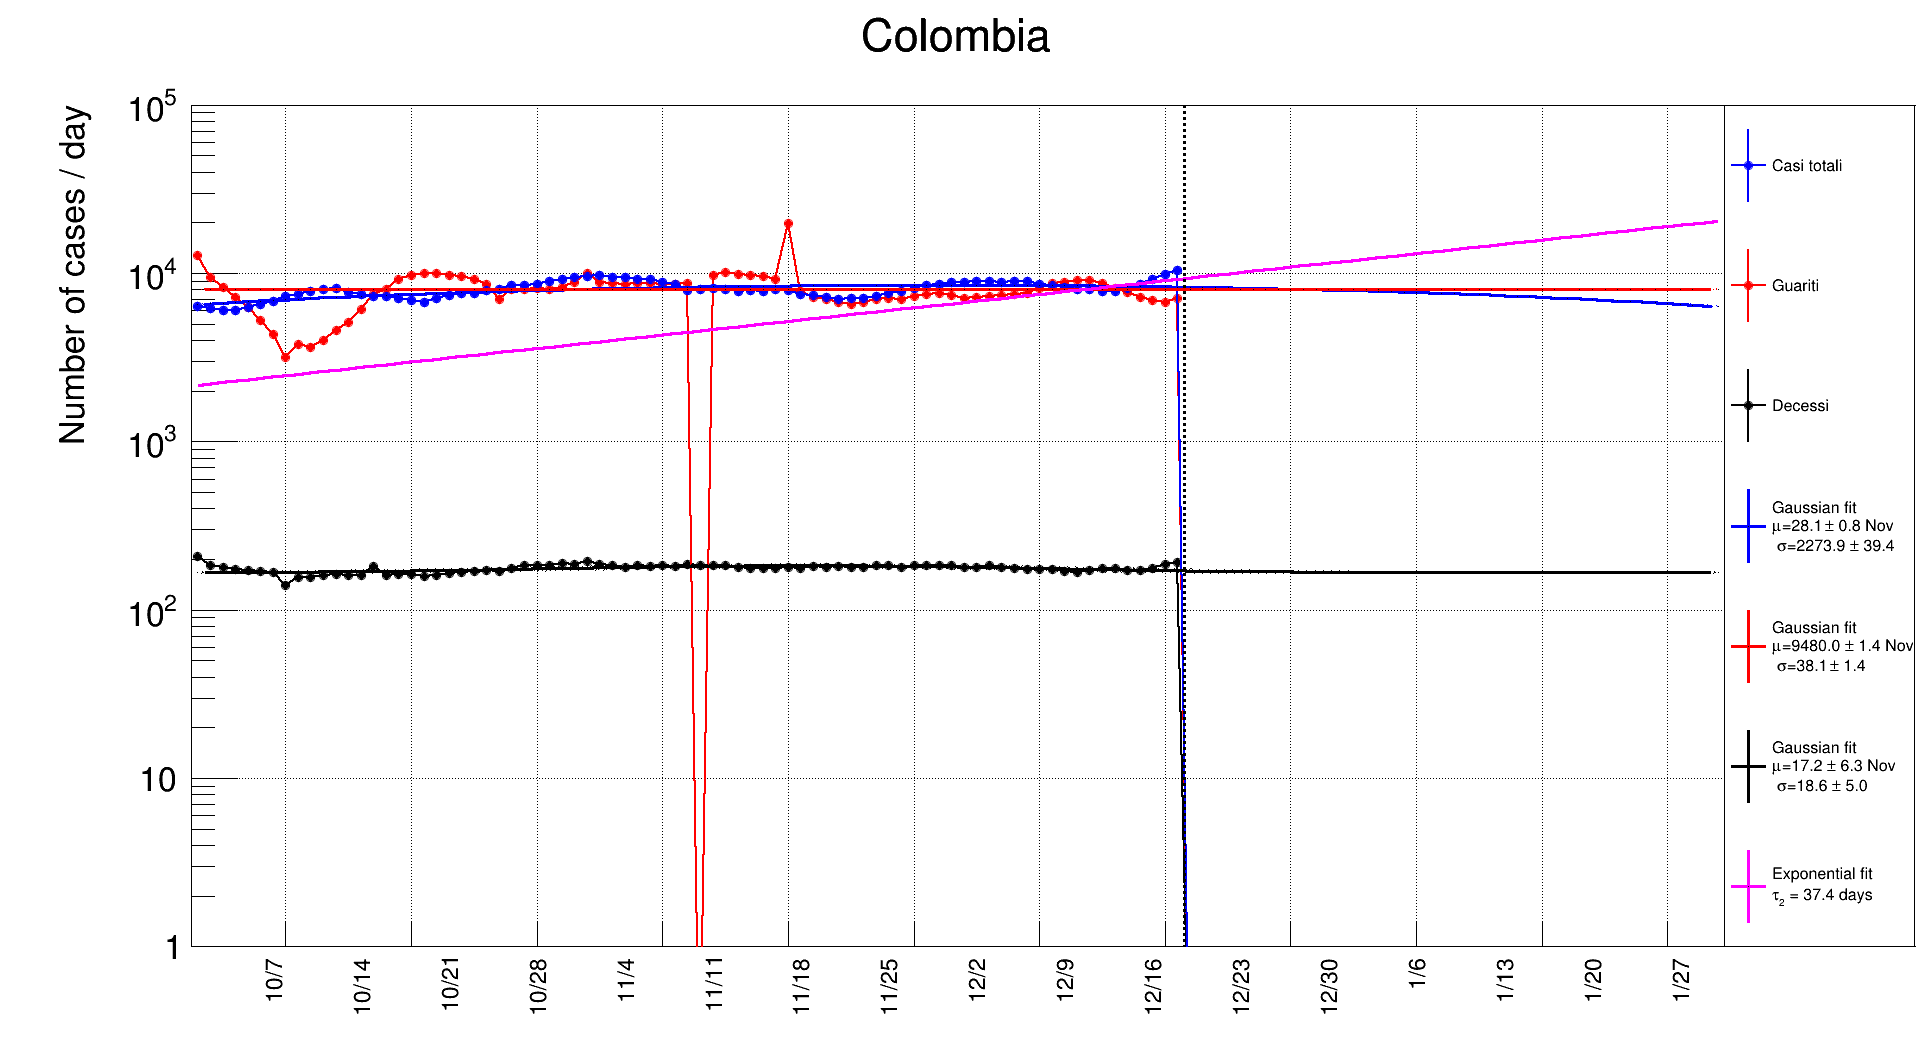 Colombia
Number of cases / day
10^5
10^4
10^3
10^2
10
1
10/7
10/14
10/21
10/28
11/4
11/11
11/18
11/25
12/2
12/9
12/16
12/23
12/30
1/6
1/13
1/20
1/27
Casi totali
Guariti
Decessi
Gaussian fit
μ=28.1 ± 0.8 Nov
σ=2273.9 ± 39.4
Gaussian fit
μ=9480.0 ± 1.4 Nov
σ=38.1 ± 1.4
Gaussian fit
μ=17.2 ± 6.3 Nov
σ=18.6 ± 5.0
Exponential fit
τ₂ = 37.4 days